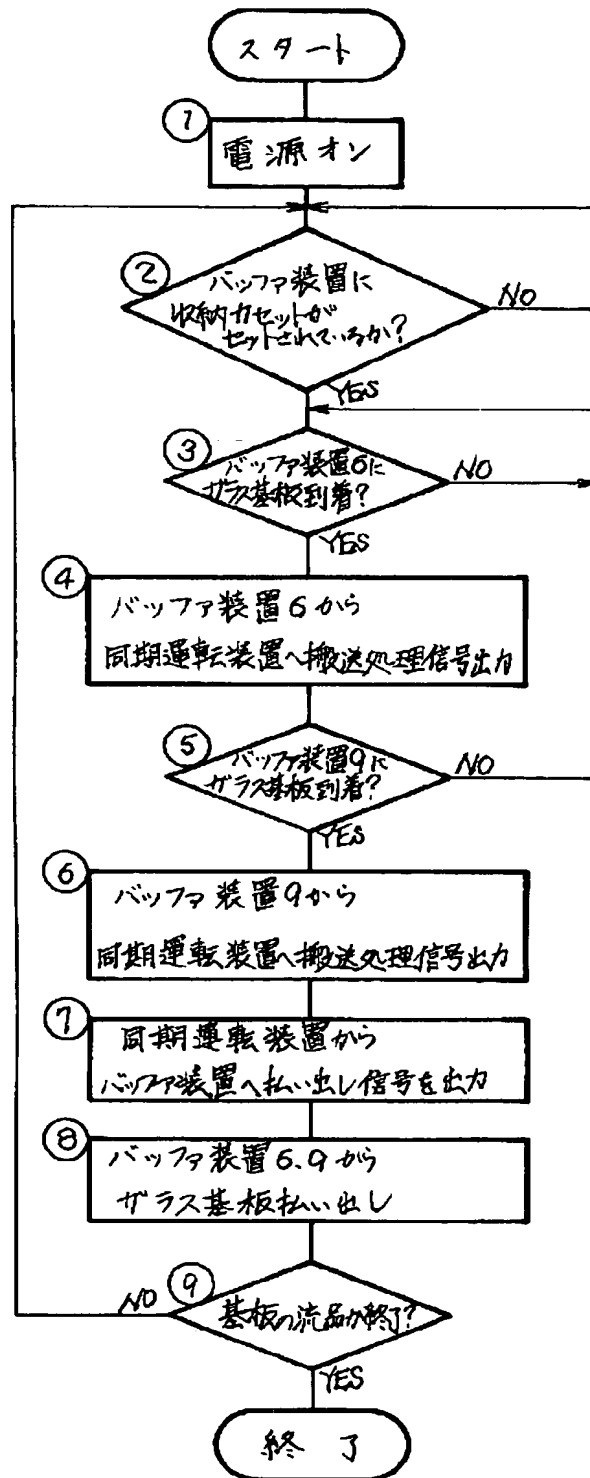 スタート
① 電源オン
② バッファ装置に
収納カセットが
セットされているか?
NO
YES
③ バッファ装置6に
ガラス基板到着?
NO
YES
④ バッファ装置6から
同期運転装置へ搬送処理信号出力
⑤ バッファ装置9に
ガラス基板到着?
NO
YES
⑥ バッファ装置9から
同期運転装置へ搬送処理信号出力
⑦ 同期運転装置から
バッファ装置へ払い出し信号を出力
⑧ バッファ装置6.9から
ガラス基板払い出し
⑨ 基板の流品が終了?
NO
YES
終了